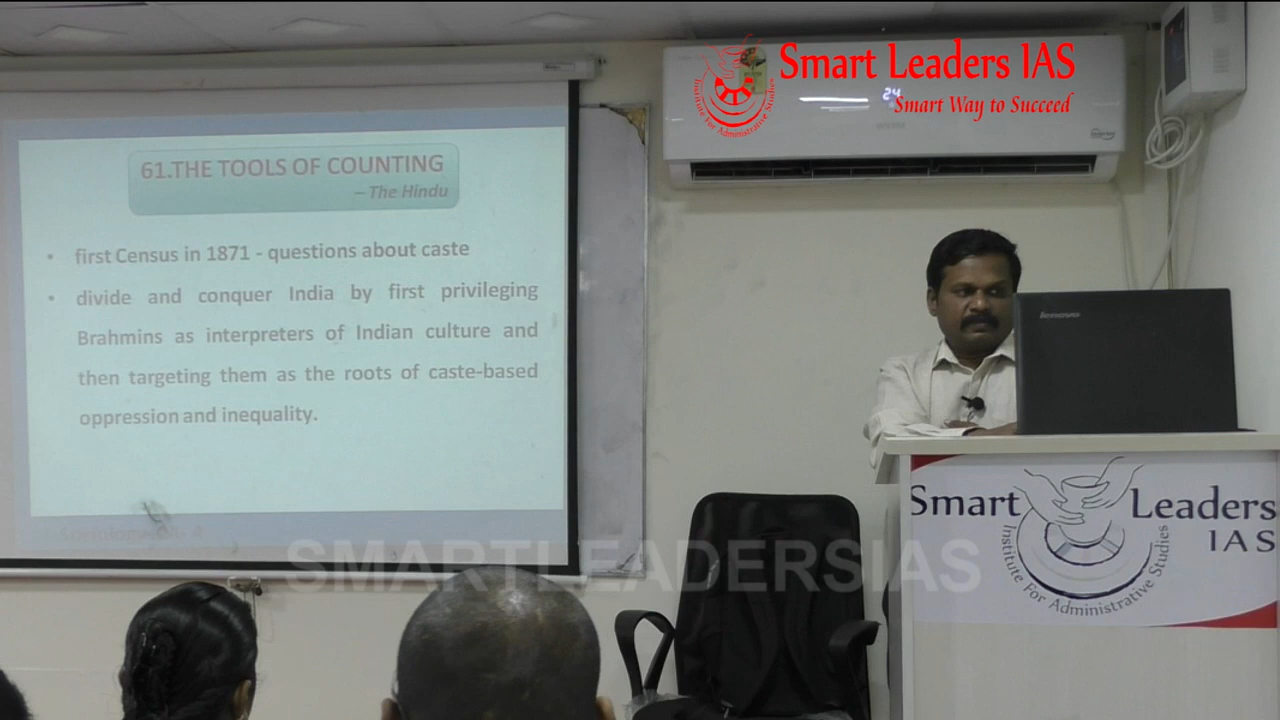 Smart Leaders IAS
Smart Way to Succeed
Institute For Administrative Studies
24
61.THE TOOLS OF COUNTING
– The Hindu
• first Census in 1871 - questions about caste
• divide and conquer India by first privileging
Brahmins as interpreters of Indian culture and
then targeting them as the roots of caste-based
oppression and inequality.
lenovo
Smart Leaders
IAS
Institute For Administrative Studies
SMARTLEADERSIAS